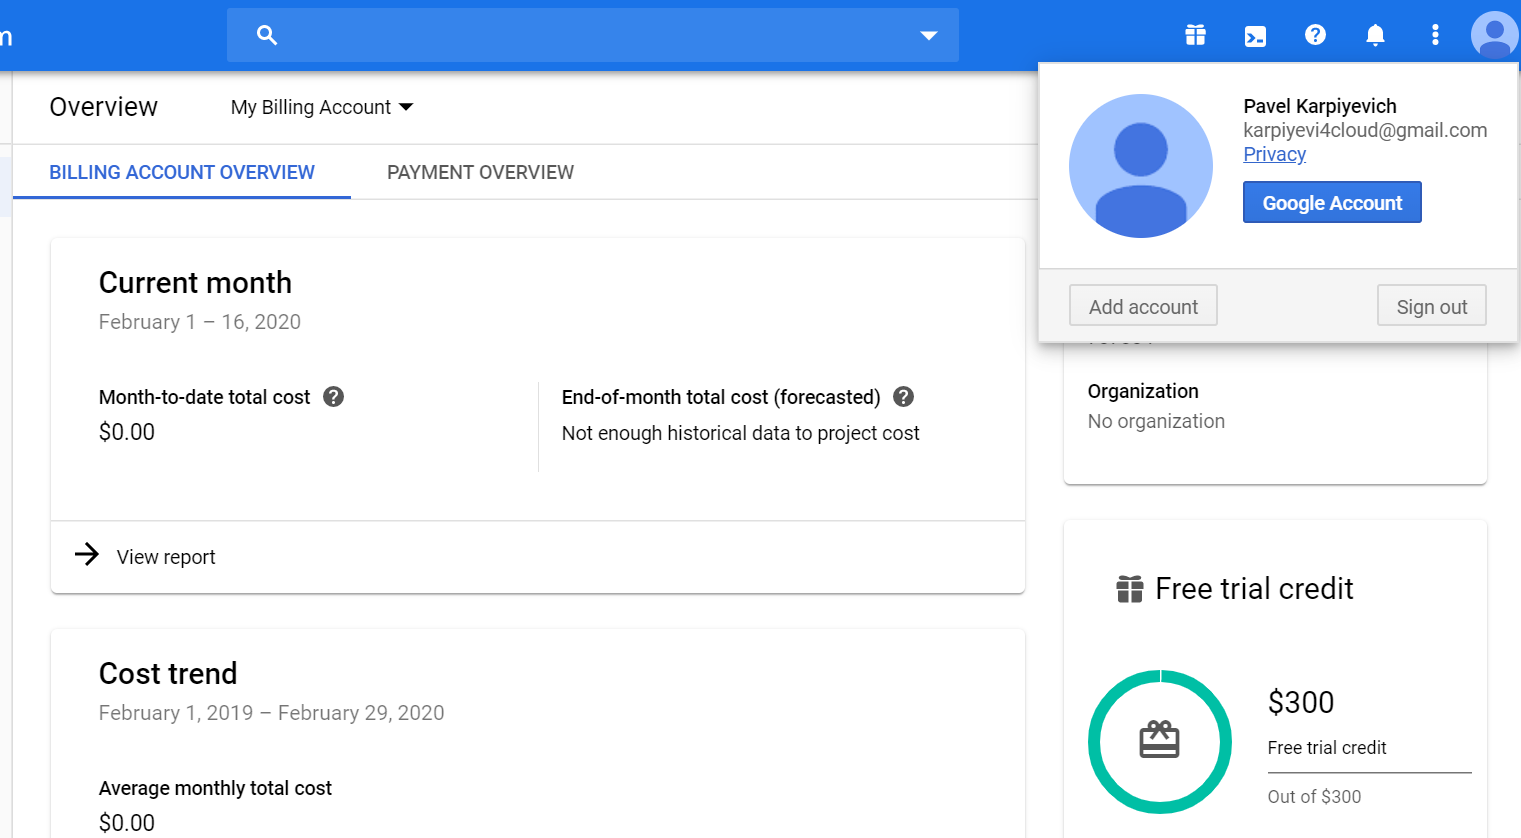 m
Overview
My Billing Account
BILLING ACCOUNT OVERVIEW
PAYMENT OVERVIEW
Pavel Karpiyevich
karpiyevi4cloud@gmail.com
Privacy
Google Account
Add account
Sign out
Current month
February 1 – 16, 2020
Month-to-date total cost
$0.00
End-of-month total cost (forecasted)
Not enough historical data to project cost
View report
Organization
No organization
Free trial credit
$300
Free trial credit
Out of $300
Cost trend
February 1, 2019 – February 29, 2020
Average monthly total cost
$0.00